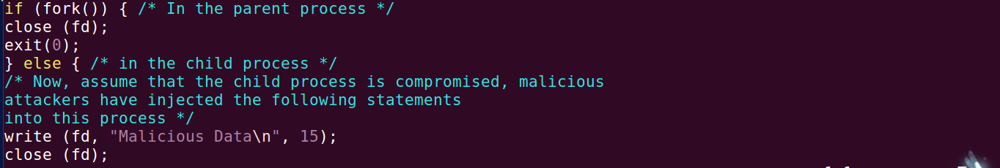 if (fork()) { /* In the parent process */
close (fd);
exit(0);
} else { /* in the child process */
/* Now, assume that the child process is compromised, malicious
attackers have injected the following statements
into this process */
write (fd, "Malicious Data\n", 15);
close (fd);